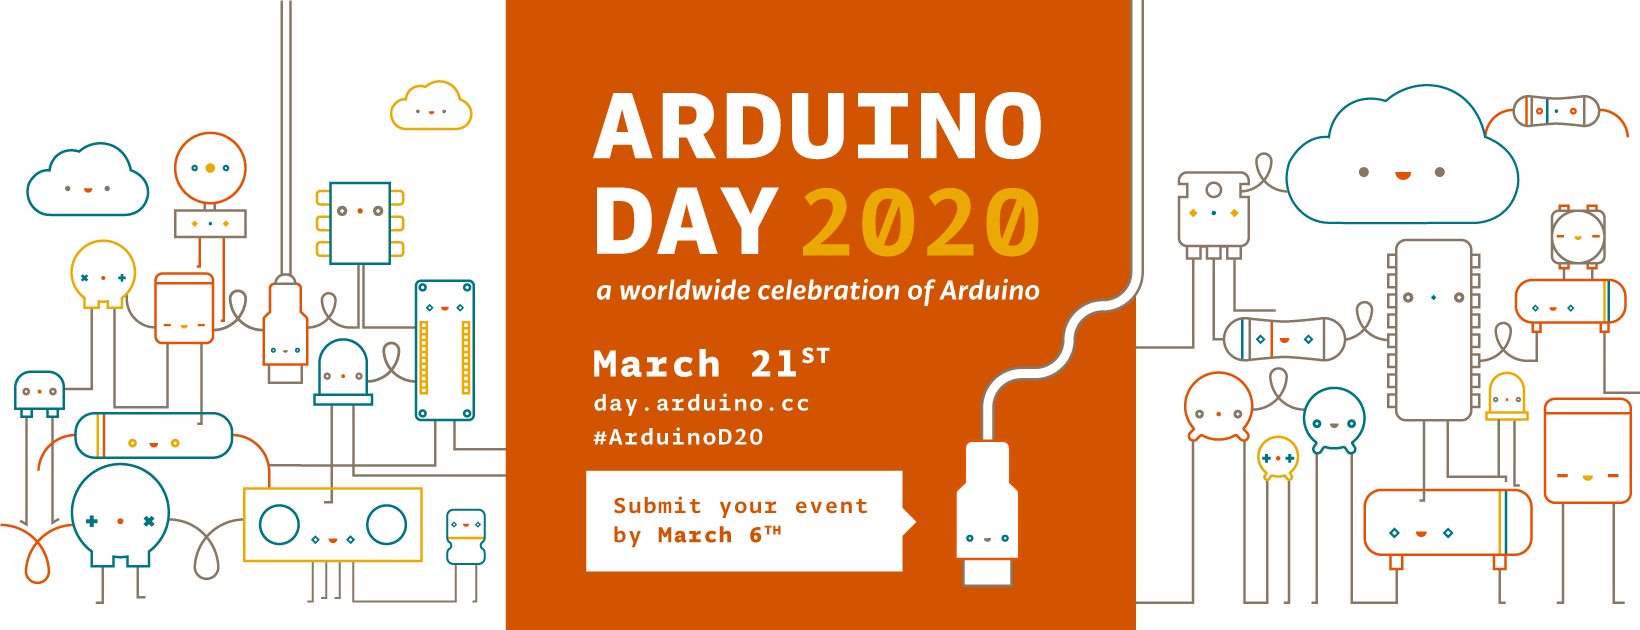 ARDUINO
DAY 2020
a worldwide celebration of Arduino
March 21ST
day.arduino.cc
#ArduinoD20
Submit your event
by March 6TH